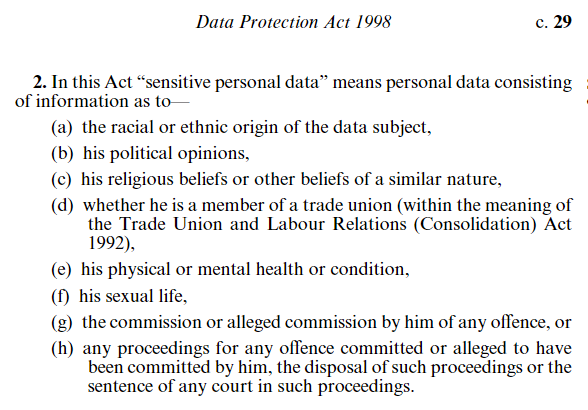 Data Protection Act 1998 c. 29
2. In this Act “sensitive personal data” means personal data consisting
of information as to—
(a) the racial or ethnic origin of the data subject,
(b) his political opinions,
(c) his religious beliefs or other beliefs of a similar nature,
(d) whether he is a member of a trade union (within the meaning of
the Trade Union and Labour Relations (Consolidation) Act
1992),
(e) his physical or mental health or condition,
(f) his sexual life,
(g) the commission or alleged commission by him of any offence, or
(h) any proceedings for any offence committed or alleged to have
been committed by him, the disposal of such proceedings or the
sentence of any court in such proceedings.